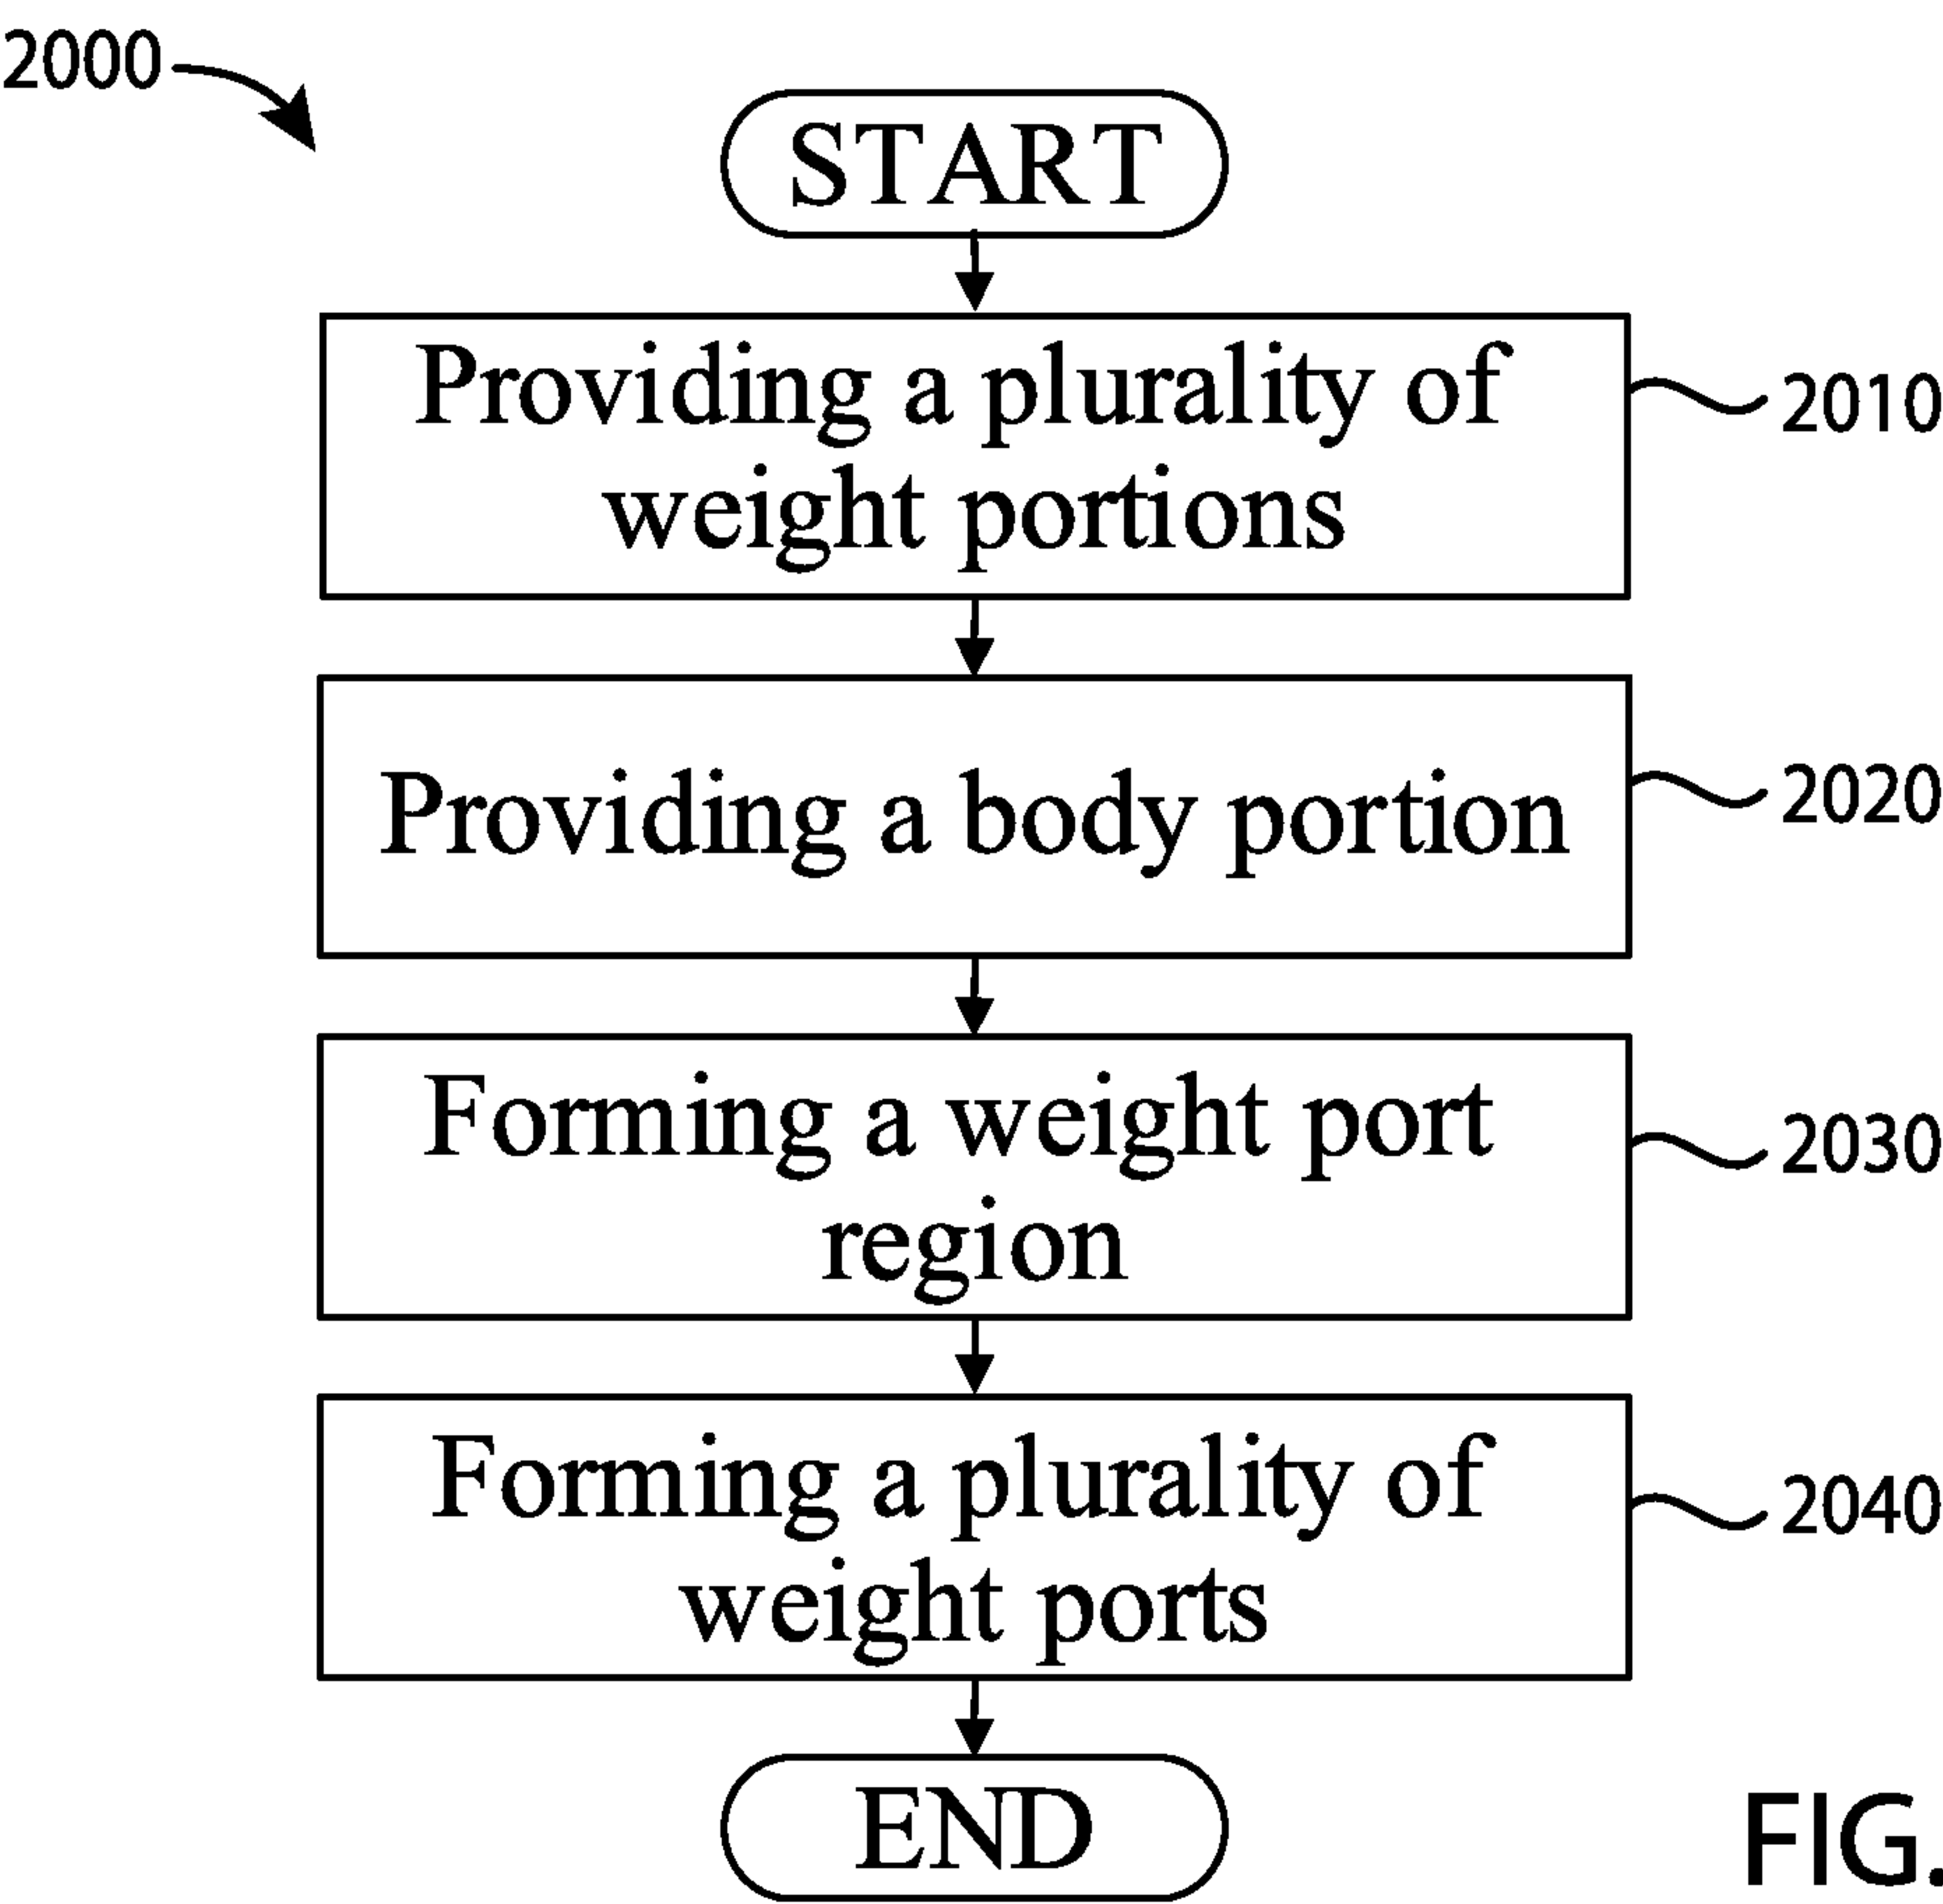 2000
START
Providing a plurality of
weight portions
2010
Providing a body portion
2020
Forming a weight port
region
2030
Forming a plurality of
weight ports
2040
END
FIG.